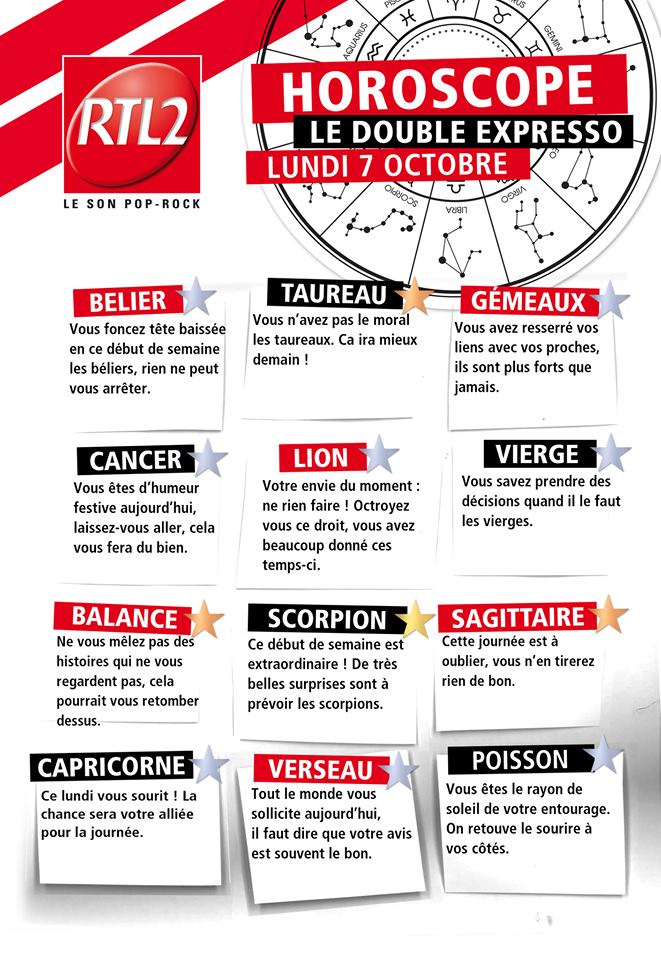 RTL2
LE SON POP-ROCK
AQUARIUS
GEMINI
HOROSCOPE
LE DOUBLE EXPRESSO
LUNDI 7 OCTOBRE
SCORPIO
LIBRA
VIRGO
BELIER
Vous foncez tête baissée
en ce début de semaine
les béliers, rien ne peut
vous arrêter.
TAUREAU
Vous n'avez pas le moral
les taureaux. Ca ira mieux
demain !
GÉMEAUX
Vous avez resserré vos
liens avec vos proches,
ils sont plus forts que
jamais.
CANCER
Vous êtes d'humeur
festive aujourd'hui,
laissez-vous aller, cela
vous fera du bien.
LION
Votre envie du moment :
ne rien faire ! Octroyez
vous ce droit, vous avez
beaucoup donné ces
temps-ci.
VIERGE
Vous savez prendre des
décisions quand il le faut
les vierges.
BALANCE
Ne vous mêlez pas des
histoires qui ne vous
regardent pas, cela
pourrait vous retomber
dessus.
SCORPION
Ce début de semaine est
extraordinaire ! De très
belles surprises sont à
prévoir les scorpions.
SAGITTAIRE
Cette journée est à
oublier, vous n'en tirerez
rien de bon.
CAPRICORNE
Ce lundi vous sourit ! La
chance sera votre alliée
pour la journée.
VERSEAU
Tout le monde vous
sollicite aujourd'hui,
il faut dire que votre avis
est souvent le bon.
POISSON
Vous êtes le rayon de
soleil de votre entourage.
On retouve le sourire à
vos côtés.